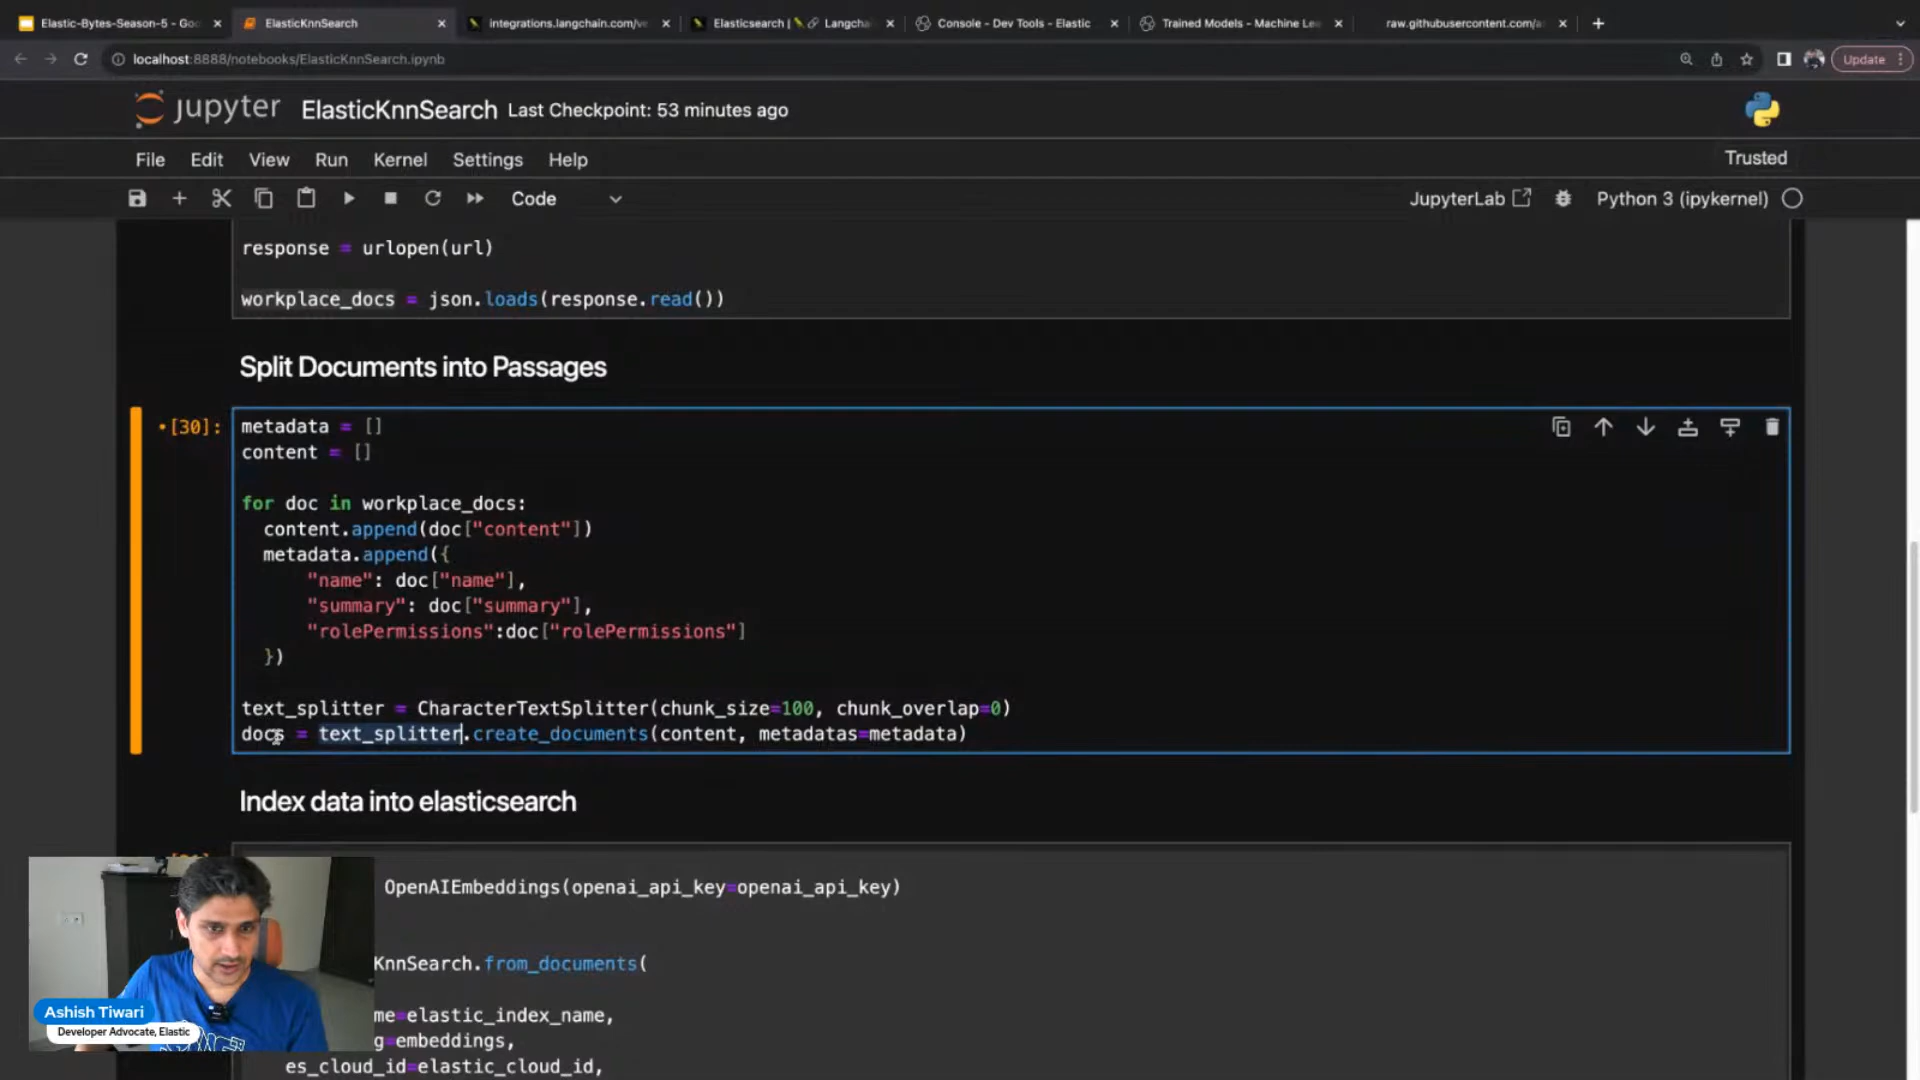 Elastic-Bytes-Season-5 - Goo
ElasticKnnSearch
integrations.langchain.com/ve
Elasticsearch | Langcha
Console - Dev Tools - Elastic
Trained Models - Machine Le
raw.githubusercontent.com/as
localhost:8888/notebooks/ElasticKnnSearch.ipynb
Update
jupyter ElasticKnnSearch Last Checkpoint: 53 minutes ago
File Edit View Run Kernel Settings Help
Trusted
Code
JupyterLab
Python 3 (ipykernel)
response = urlopen(url)
workplace_docs = json.loads(response.read())
Split Documents into Passages
•[30]:
metadata = []
content = []
for doc in workplace_docs:
content.append(doc["content"])
metadata.append({
"name": doc["name"],
"summary": doc["summary"],
"rolePermissions":doc["rolePermissions"]
})
text_splitter = CharacterTextSplitter(chunk_size=100, chunk_overlap=0)
docs = text_splitter.create_documents(content, metadatas=metadata)
Index data into elasticsearch
OpenAIEmbeddings(openai_api_key=openai_api_key)
KnnSearch.from_documents(
me=elastic_index_name,
g=embeddings,
es_cloud_id=elastic_cloud_id,
Ashish Tiwari
Developer Advocate, Elastic